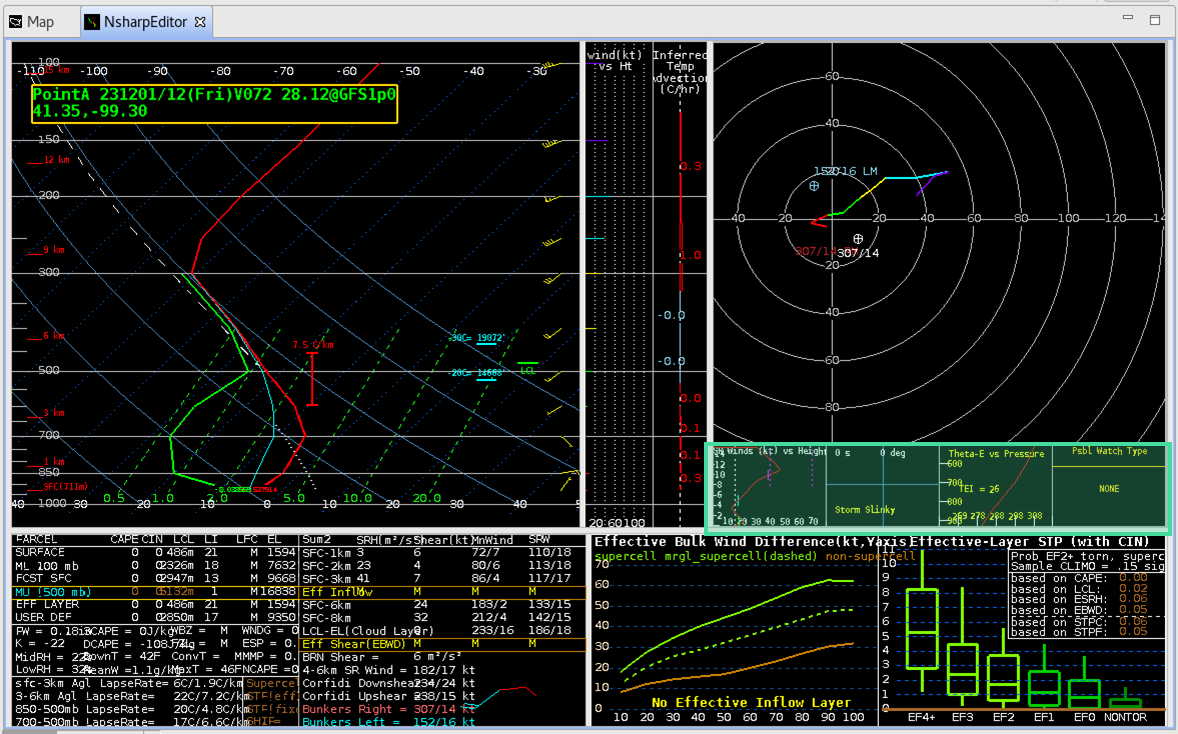 Map NsharpEditor
100
-110 -100 -90 -80 -70 -60 -50 -40 -30
15 km
PointA 231201/12(Fri)V072 28.12@GFS1p0
41.35,-99.30
150
12 km
200
9 km
300
6 km
500
3 km
700
1 km
850
SFC(711m)
1000
7.5 C/km
-30C= 19072
-20C= 14668
LCL
0.5 1.0 2.0 5.0 10.0 20.0
40 30 20 10 0 10 20 30 40 5
wind(kt)
vs Ht
Inferred
Temp
Advection
(C/hr)
0.3
1.0
-0.0
-0.0
0.0
0.1
0.1
0.3
20 60 100
60
40
20
40 20 20 40 60 80 100 120 14
20
40
60
80
152/16 LM
307/14
307/14
SR Winds (kt) vs Height
14
12
10
8
6
4
2
10 20 30 40 50 60 70
0 s 0 deg
Storm Slinky
Theta-E vs Pressure
600
700
800
900
TEI = 26
269 278 288 298 308
Psbl Watch Type
NONE
PARCEL CAPE CIN LCL LI LFC EL
SURFACE 0 0 486m 21 M 1594
ML 100 mb 0 0 2326m 18 M 7632
FCST SFC 0 0 2947m 13 M 9668
MU (500 mb) 0 0 5132m 1 M 16838
EFF LAYER 0 0 486m 21 M 1594
USER DEF 0 0 2850m 17 M 9350
PW = 0.18in 3CAPE = 0J/kg WBZ = M WNDG = 0.
K = -22 DCAPE = -108J/kg FZL = M ESP = 0.
MidRH = 22% DownT = 42F ConvT = M MMMP = 0.
LowRH = 32% MeanW =1.1g/Kg MaxT = 46F NCAPE =0.
sfc-3km Agl LapseRate= 6C/1.9C/km
3-6km Agl LapseRate= 22C/7.2C/km
850-500mb LapseRate= 20C/4.8C/km
700-500mb LapseRate= 17C/6.6C/km
Supercel
STP(eff)
STP(fix)
SHIP=
Sum2 SRH(m²/s²) Shear(kt) MnWind SRW
SFC-1km 3 6 72/7 110/18
SFC-2km 23 4 80/6 113/18
SFC-3km 41 7 86/4 117/17
Eff Inflow M M M M
SFC-6km 24 183/2 133/15
SFC-8km 32 212/4 142/15
LCL-EL(Cloud Layer) 233/16 186/18
Eff Shear(EBWD) M M M
BRN Shear = 6 m²/s²
4-6km SR Wind = 182/17 kt
Corfidi Downshear = 234/24 kt
Corfidi Upshear = 238/15 kt
Bunkers Right = 307/14 kt
Bunkers Left = 152/16 kt
Effective Bulk Wind Difference(kt,Yaxis)
supercell mrgl_supercell(dashed) non-supercell
70
60
50
40
30
20
10
0
No Effective Inflow Layer
10 20 30 40 50 60 70 80 90 100
Effective-Layer STP (with CIN)
11
10
9
8
7
6
5
4
3
2
1
0
Prob EF2+ torn, superc
Sample CLIMO = .15 sig
based on CAPE: 0.00
based on LCL: 0.02
based on ESRH: 0.06
based on EBWD: 0.05
based on STPC: 0.06
based on STPF: 0.05
EF4+ EF3 EF2 EF1 EF0 NONTOR